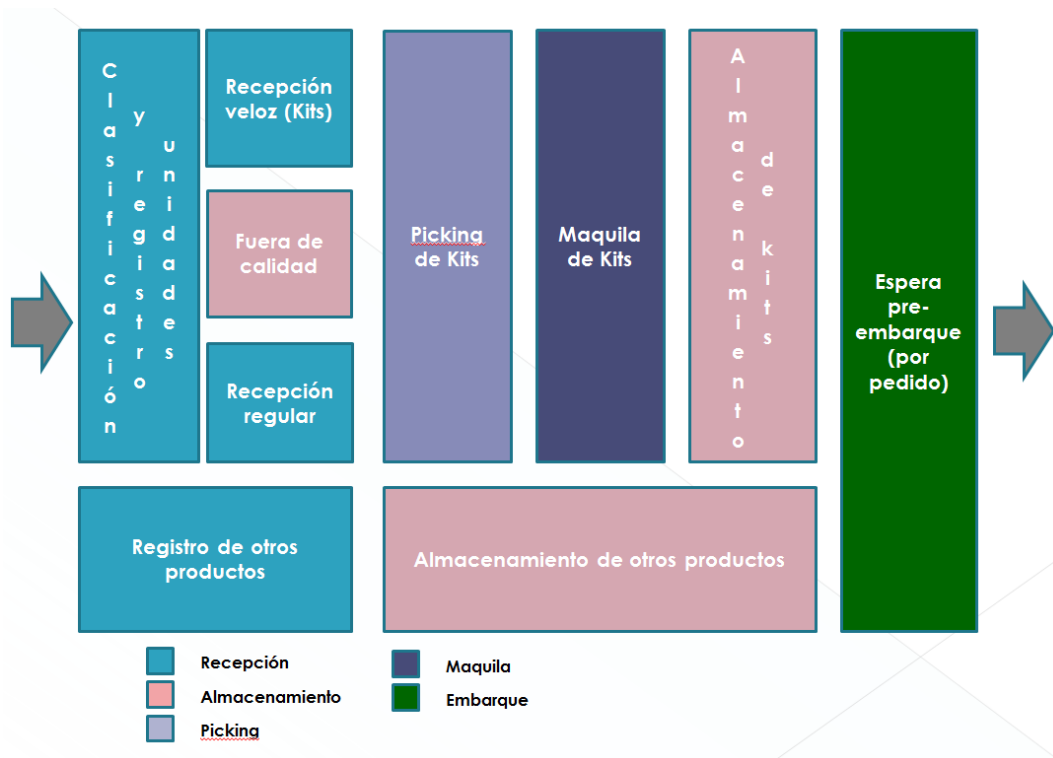 Clasificación
y registro
unidades
Recepción
veloz (Kits)
Fuera de
calidad
Recepción
regular
Picking
de Kits
Maquila
de Kits
Almacenamiento
de kits
Espera
pre-
embarque
(por
pedido)
Registro de otros
productos
Almacenamiento de otros productos
Recepción
Almacenamiento
Picking
Maquila
Embarque